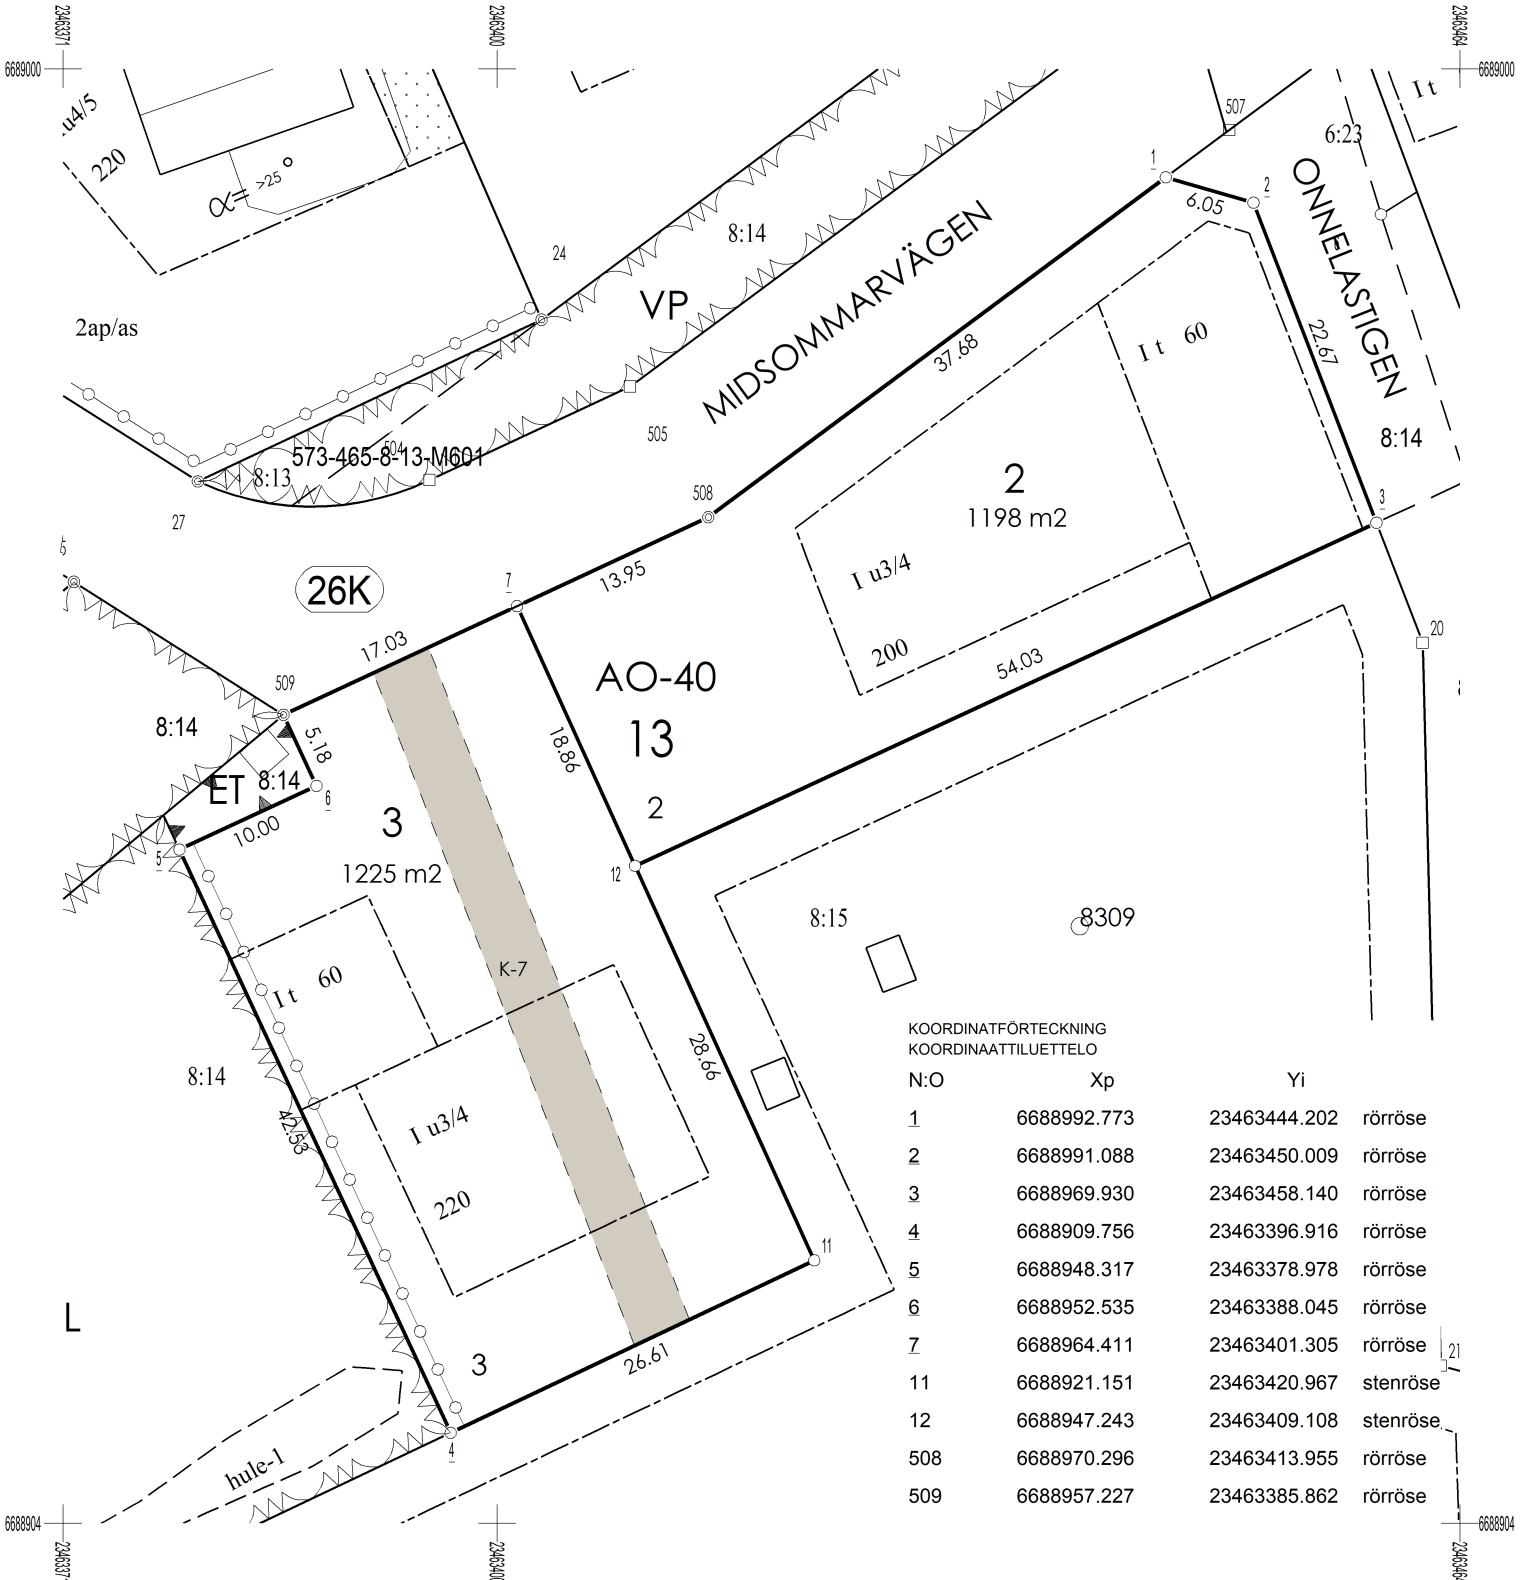 23463371
23463400
23463464
6689000
6689000
u4/5
220
α= >25°
507
I t
6:23
1
2
6.05
24
8:14
VP
MIDSOMMARVÄGEN
ONNELASTIGEN
2ap/as
I t 60
22.67
37.68
505
504
573-465-8-13-M601
8:13
8:14
2
1198 m2
508
3
27
5
26K
7
13.95
I u3/4
200
54.03
20
17.03
509
AO-40
13
8:14
5.18
18.86
ET
8:14
6
2
10.00
3
5
1225 m2
12
8:15
8309
I t 60
K-7
28.66
8:14
42.53
I u3/4
220
11
L
3
26.61
hule-1
4
21
KOORDINATFÖRTECKNING
KOORDINAATTILUETTELO
N:O Xp Yi
1 6688992.773 23463444.202 rörröse
2 6688991.088 23463450.009 rörröse
3 6688969.930 23463458.140 rörröse
4 6688909.756 23463396.916 rörröse
5 6688948.317 23463378.978 rörröse
6 6688952.535 23463388.045 rörröse
7 6688964.411 23463401.305 rörröse
11 6688921.151 23463420.967 stenröse
12 6688947.243 23463409.108 stenröse
508 6688970.296 23463413.955 rörröse
509 6688957.227 23463385.862 rörröse
6688904
6688904
2346337
2346340
2346346